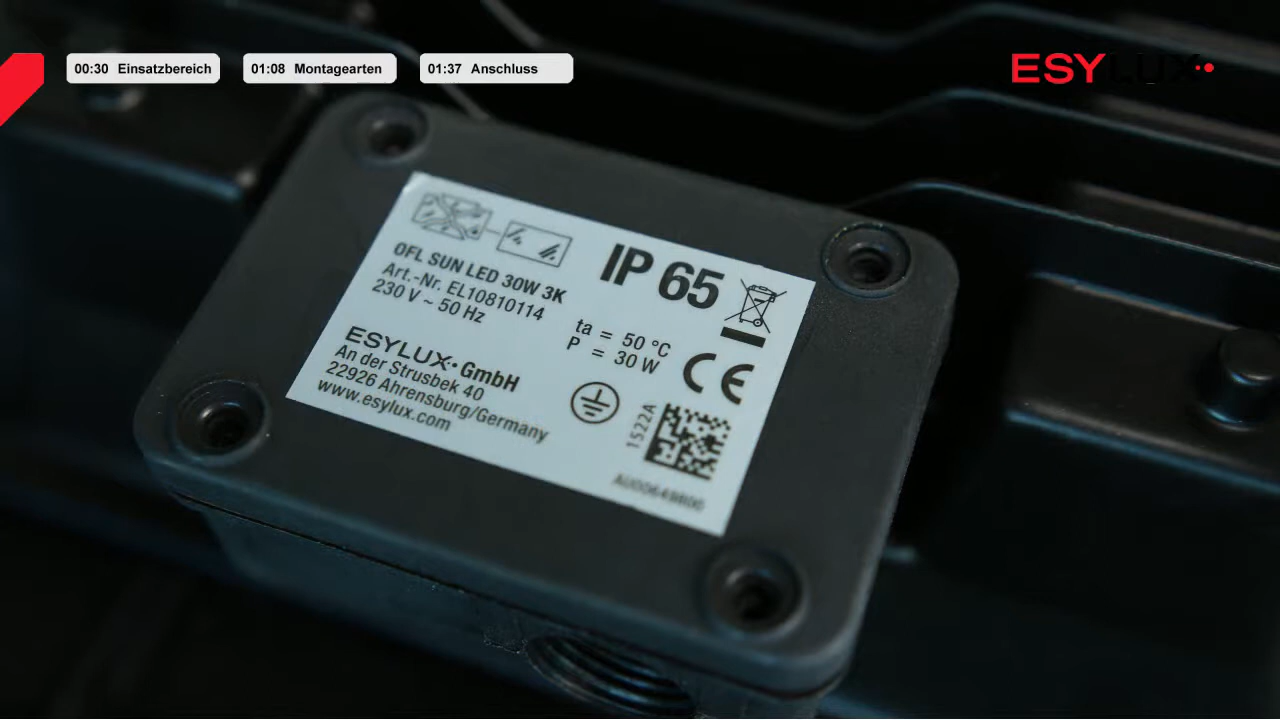 00:30 Einsatzbereich
01:08 Montagearten
01:37 Anschluss
ESYLUX
IP 65
OFL SUN LED 30W 3K
Art.-Nr. EL10810114
230 V ~ 50 Hz
ta = 50 °C
P = 30 W
CE
ESYLUX GmbH
An der Strusbek 40
22926 Ahrensburg/Germany
www.esylux.com
1522A